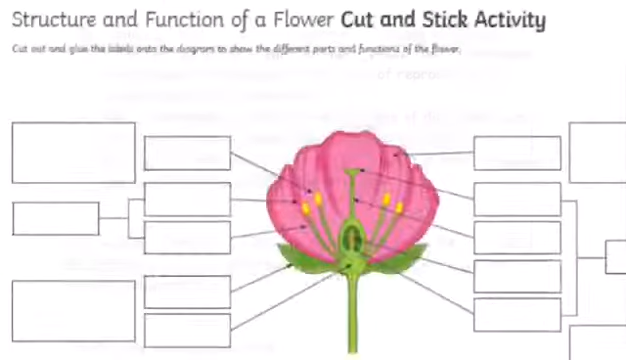 Structure and Function of a Flower Cut and Stick Activity
Cut out and glue the labels onto the diagram to show the different parts and functions of the flower.